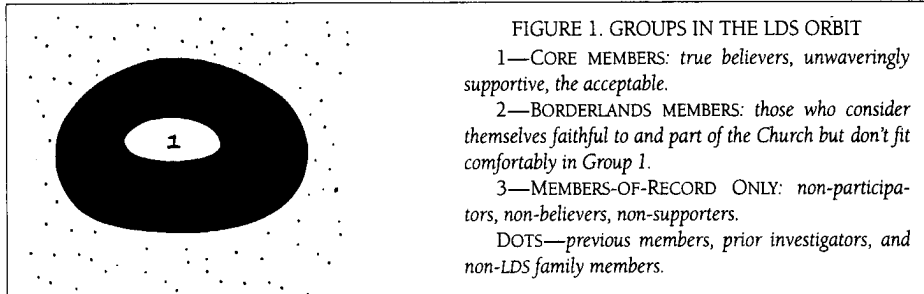 1
FIGURE 1. GROUPS IN THE LDS ORBIT
1—CORE MEMBERS: true believers, unwaveringly
supportive, the acceptable.
2—BORDERLANDS MEMBERS: those who consider
themselves faithful to and part of the Church but don't fit
comfortably in Group 1.
3—MEMBERS-OF-RECORD ONLY: non-participa-
tors, non-believers, non-supporters.
DOTS—previous members, prior investigators, and
non-LDS family members.